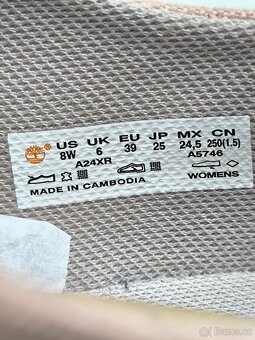 US UK EU JP MX CN
8W 6 39 25 24,5 250(1.5)
A24XR A5746
MADE IN CAMBODIA WOMENS
Bazos.cz